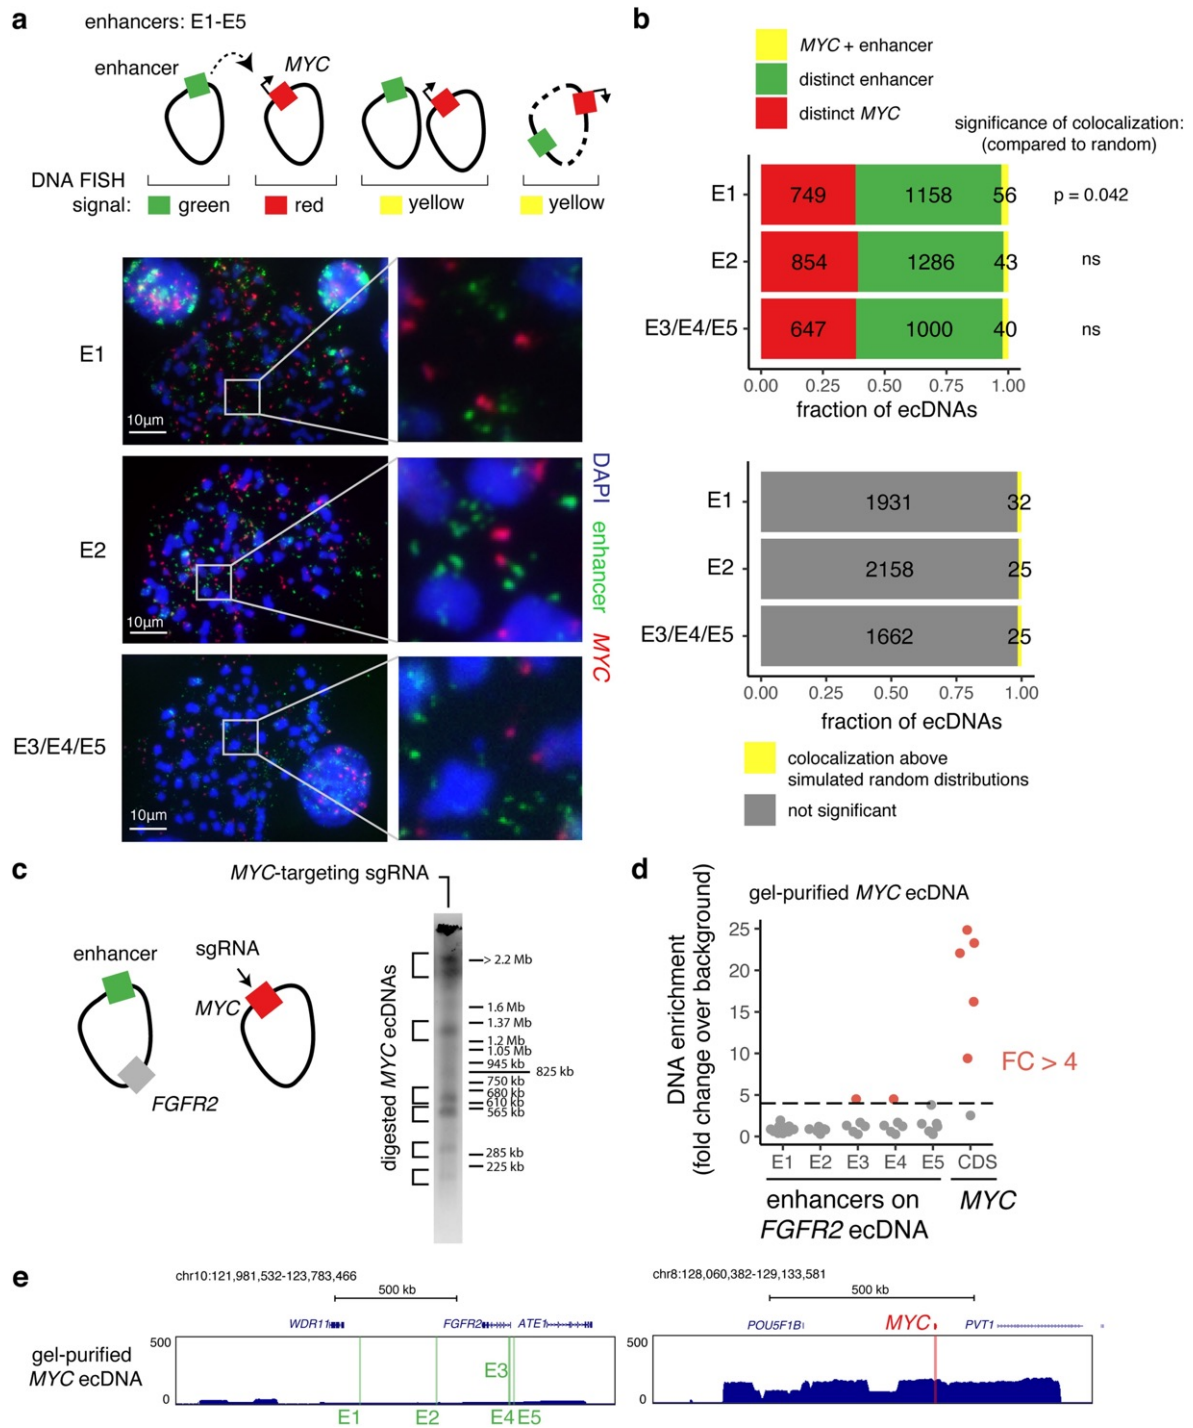 a
enhancers: E1-E5
enhancer
MYC
DNA FISH
signal:
green
red
yellow
yellow
E1
10µm
E2
10µm
E3/E4/E5
10µm
DAPI enhancer MYC
b
MYC + enhancer
distinct enhancer
distinct MYC
significance of colocalization:
(compared to random)
E1
749
1158
56
p = 0.042
E2
854
1286
43
ns
E3/E4/E5
647
1000
40
ns
0.00 0.25 0.50 0.75 1.00
fraction of ecDNAs
E1
1931
32
E2
2158
25
E3/E4/E5
1662
25
0.00 0.25 0.50 0.75 1.00
fraction of ecDNAs
colocalization above
simulated random distributions
not significant
c
MYC-targeting sgRNA
enhancer
FGFR2
sgRNA
MYC
digested MYC ecDNAs
> 2.2 Mb
1.6 Mb
1.37 Mb
1.2 Mb
1.05 Mb
945 kb
825 kb
750 kb
680 kb
610 kb
565 kb
285 kb
225 kb
d
gel-purified MYC ecDNA
DNA enrichment
(fold change over background)
25
20
15
10
5
0
FC > 4
E1 E2 E3 E4 E5 CDS
enhancers on
FGFR2 ecDNA
MYC
e
chr10:121,981,532-123,783,466
500 kb
WDR11
FGFR2
ATE1
gel-purified
MYC ecDNA
500
0
E3
E1
E2
E4
E5
chr8:128,060,382-129,133,581
500 kb
POU5F1B
MYC
PVT1
500
0